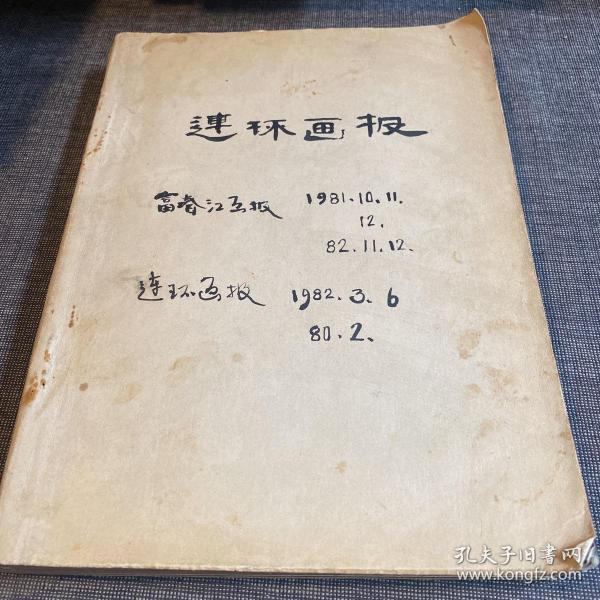 連环画报
富春江画报 1981.10.11.
12.
82.11.12.
连环画报 1982.3.6
80.2.
孔夫子旧书网
www.kongfz.com